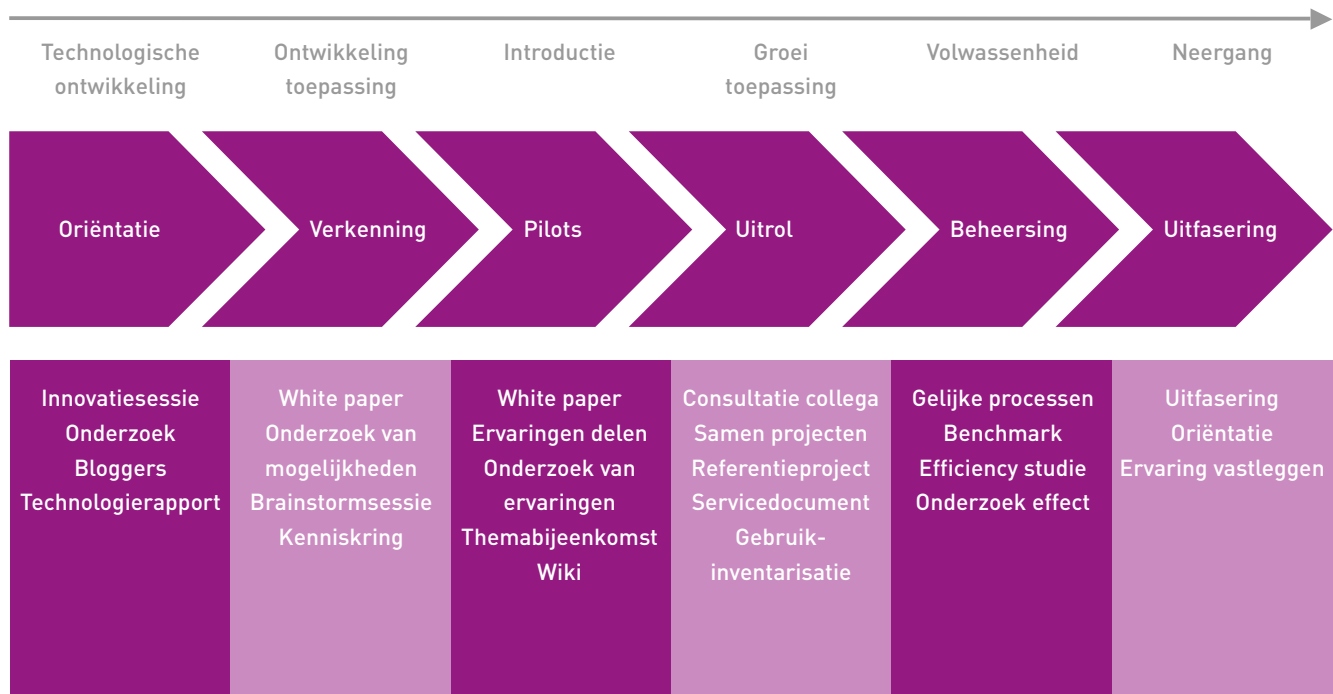 Technologische
ontwikkeling
Ontwikkeling
toepassing
Introductie
Groei
toepassing
Volwassenheid
Neergang
Oriëntatie
Verkenning
Pilots
Uitrol
Beheersing
Uitfasering
Innovatiesessie
Onderzoek
Bloggers
Technologierapport
White paper
Onderzoek van
mogelijkheden
Brainstormsessie
Kenniskring
White paper
Ervaringen delen
Onderzoek van
ervaringen
Themabijeenkomst
Wiki
Consultatie collega
Samen projecten
Referentieproject
Servicedocument
Gebruik-
inventarisatie
Gelijke processen
Benchmark
Efficiency studie
Onderzoek effect
Uitfasering
Oriëntatie
Ervaring vastleggen